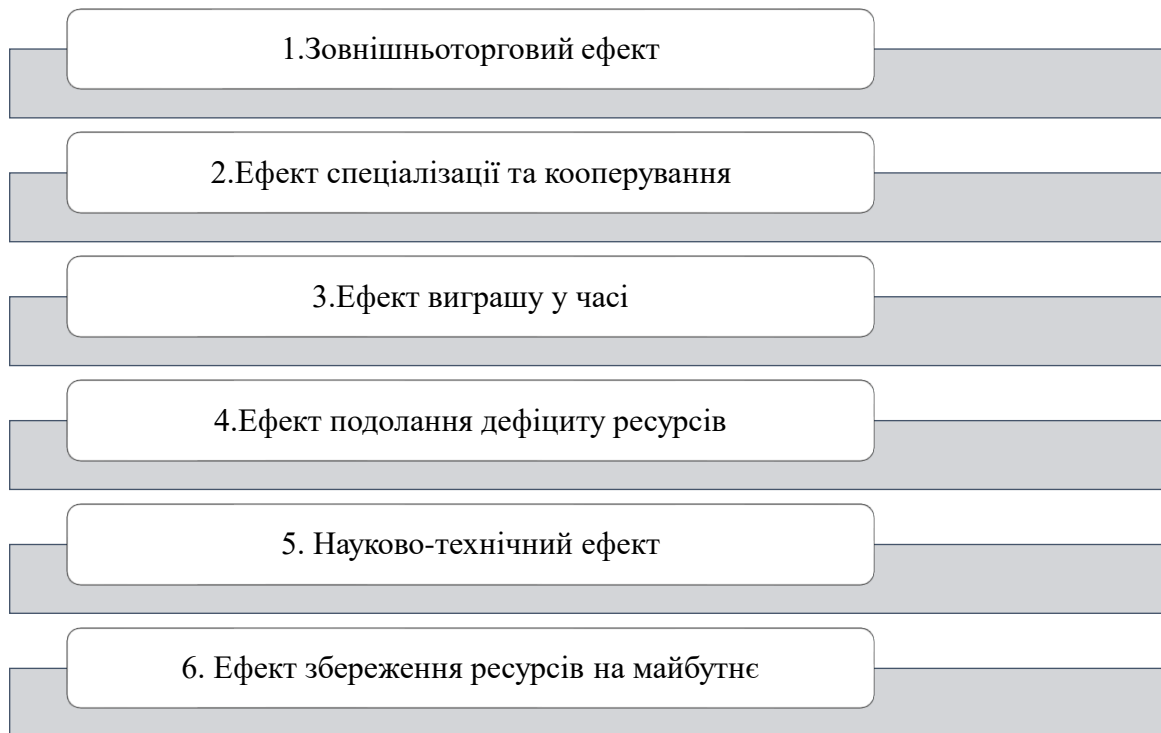 1.Зовнішньоторговий ефект
2.Ефект спеціалізації та кооперування
3.Ефект виграшу у часі
4.Ефект подолання дефіциту ресурсів
5. Науково-технічний ефект
6. Ефект збереження ресурсів на майбутнє